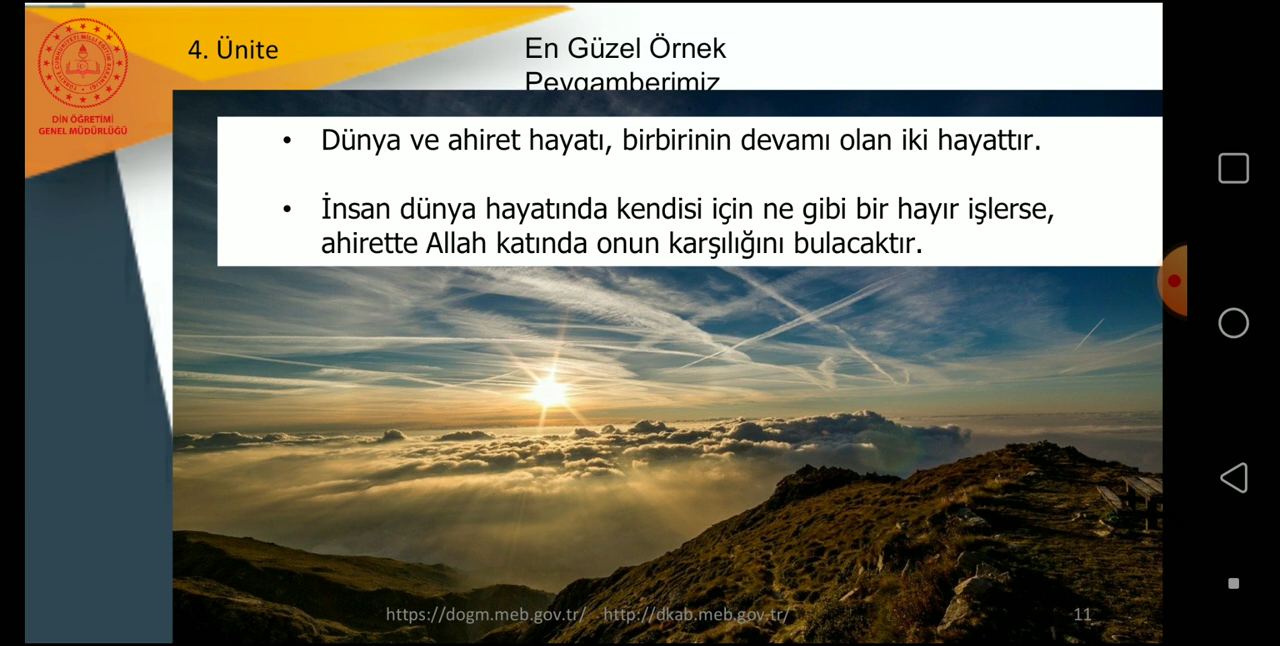 4. Ünite
En Güzel Örnek
Peygamberimiz
DİN ÖĞRETİMİ
GENEL MÜDÜRLÜĞÜ
• Dünya ve ahiret hayatı, birbirinin devamı olan iki hayattır.
• İnsan dünya hayatında kendisi için ne gibi bir hayır işlerse,
ahirette Allah katında onun karşılığını bulacaktır.
https://dogm.meb.gov.tr/ http://dkab.meb.gov.tr/
11